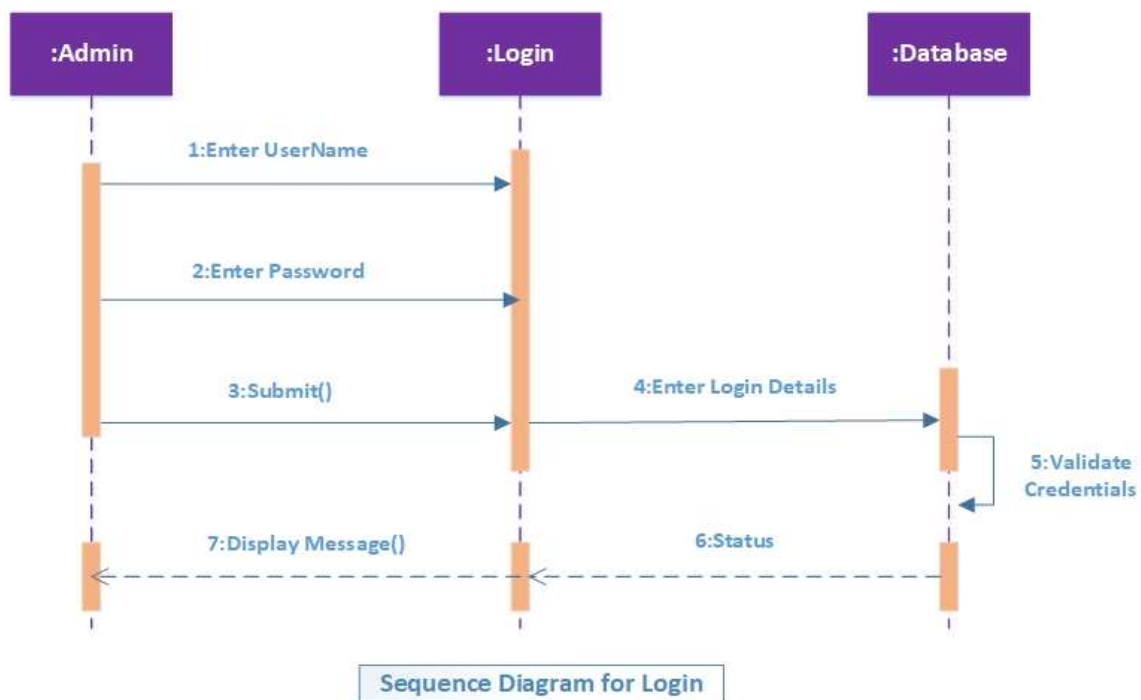 :Admin
:Login
:Database
1:Enter UserName
2:Enter Password
3:Submit()
4:Enter Login Details
5:Validate
Credentials
6:Status
7:Display Message()
Sequence Diagram for Login